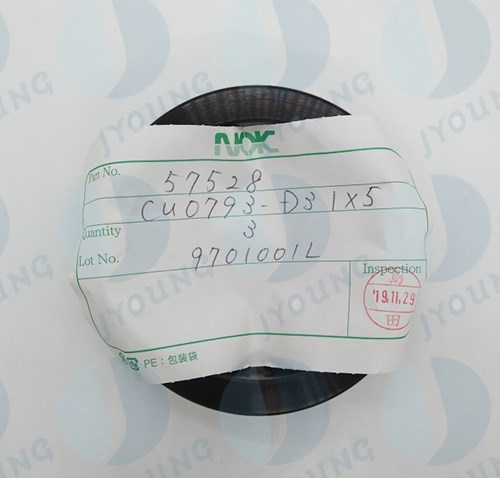 NOK
Part No. 57528
CU0793-D3 1X5
Quantity 3
Lot No. 9701001L
Inspection
'19.11.29
田
PE:包装袋
JYOUNG